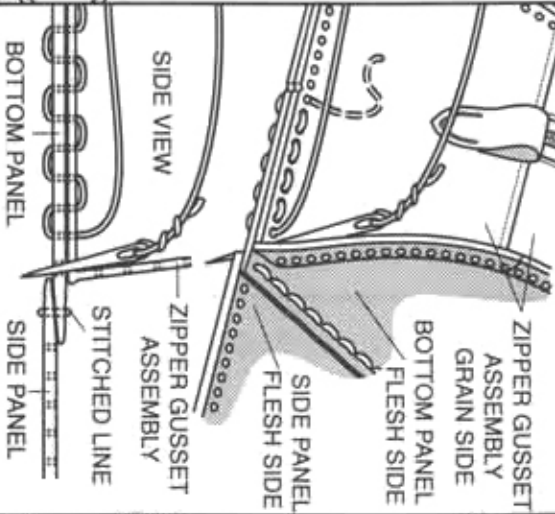 ZIPPER GUSSET
ASSEMBLY
GRAIN SIDE
BOTTOM PANEL
FLESH SIDE
SIDE PANEL
FLESH SIDE
SIDE VIEW
BOTTOM PANEL
ZIPPER GUSSET
ASSEMBLY
STITCHED LINE
SIDE PANEL